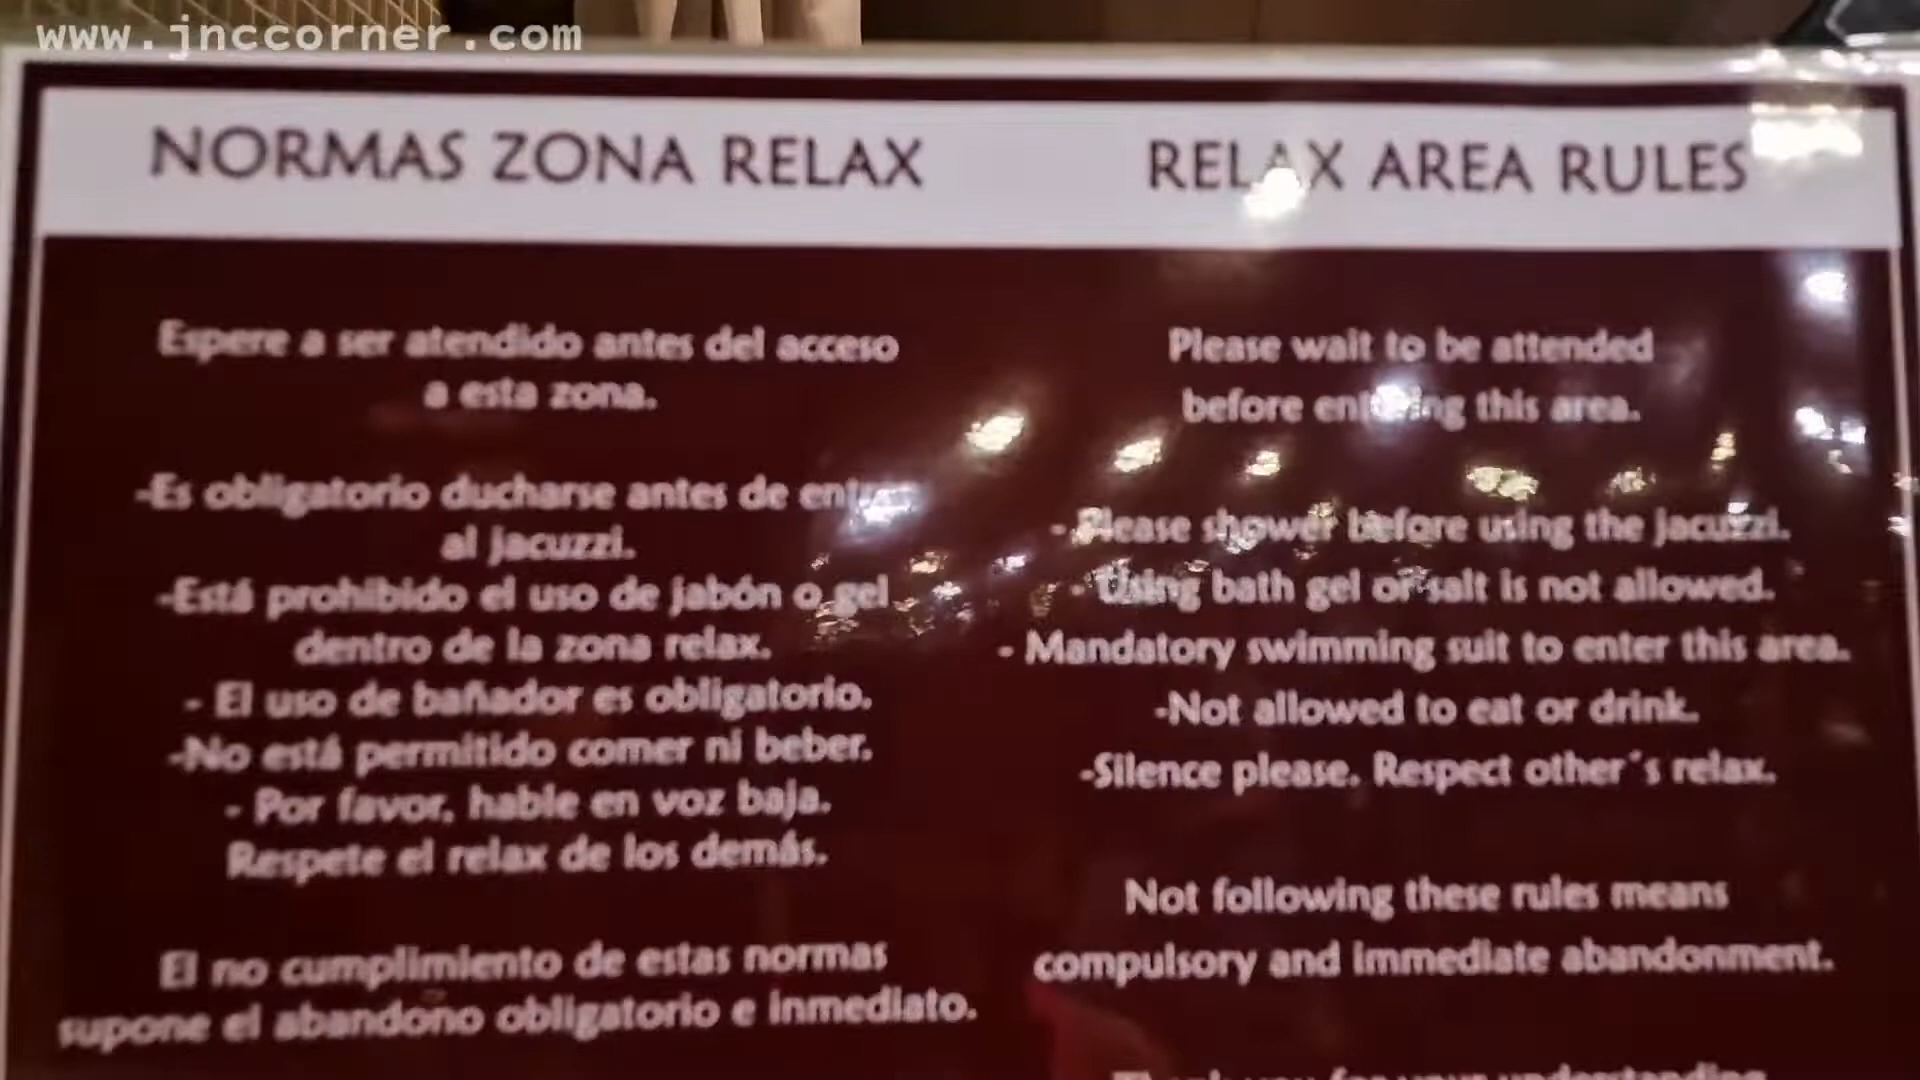 www.jnccorner.com
NORMAS ZONA RELAX
Espere a ser atendido antes del acceso
a esta zona.
-Es obligatorio ducharse antes de entrar
al jacuzzi.
-Está prohibido el uso de jabón o gel
dentro de la zona relax.
- El uso de bañador es obligatorio.
-No está permitido comer ni beber.
- Por favor, hable en voz baja.
Respete el relax de los demás.
El no cumplimiento de estas normas
supone el abandono obligatorio e inmediato.
RELAX AREA RULES
Please wait to be attended
before entering this area.
- Please shower before using the jacuzzi.
- Using bath gel or salt is not allowed.
- Mandatory swimming suit to enter this area.
-Not allowed to eat or drink.
-Silence please. Respect other´s relax.
Not following these rules means
compulsory and immediate abandonment.
Thank you for your understanding